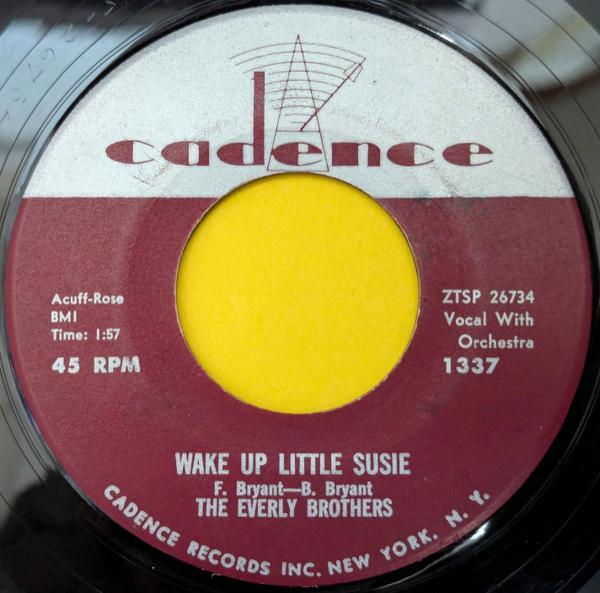 cadence
Acuff-Rose
BMI
Time: 1:57
45 RPM
ZTSP 26734
Vocal With
Orchestra
1337
WAKE UP LITTLE SUSIE
F. Bryant—B. Bryant
THE EVERLY BROTHERS
CADENCE RECORDS INC. NEW YORK, N. Y.